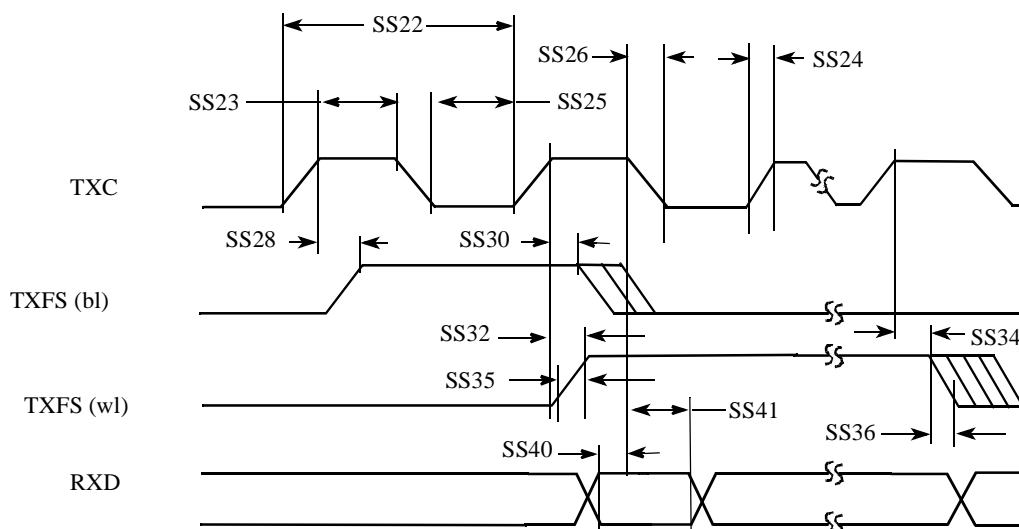 SS22
SS26
SS24
SS23
SS25
TXC
SS28
SS30
TXFS (bl)
SS32
SS34
SS35
TXFS (wl)
SS41
SS36
SS40
RXD